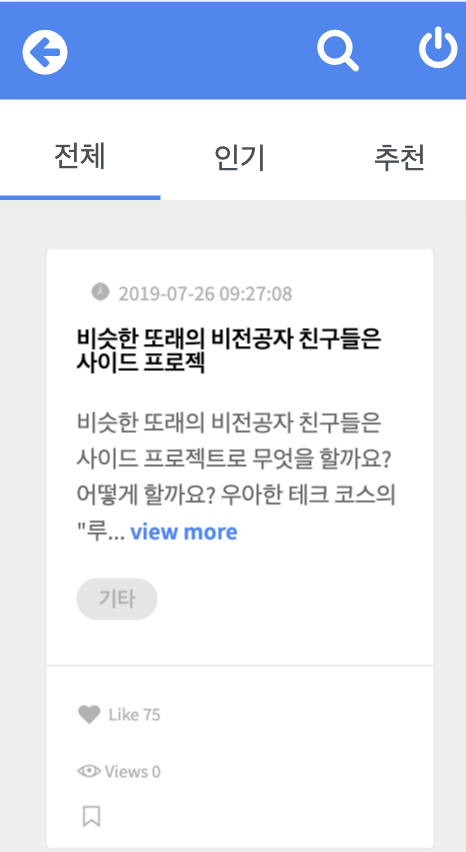 전체 인기 추천
2019-07-26 09:27:08
비슷한 또래의 비전공자 친구들은
사이드 프로젝
비슷한 또래의 비전공자 친구들은
사이드 프로젝트로 무엇을 할까요?
어떻게 할까요? 우아한 테크 코스의
"루... view more
기타
Like 75
Views 0